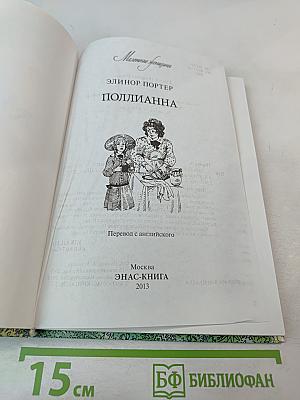 Маленькие женщины
ЭЛИНОР ПОРТЕР
ПОЛЛИАННА
Перевод с английского
Москва
ЭНАС-КНИГА
2013
15 см
БФ БИБЛИОФАН